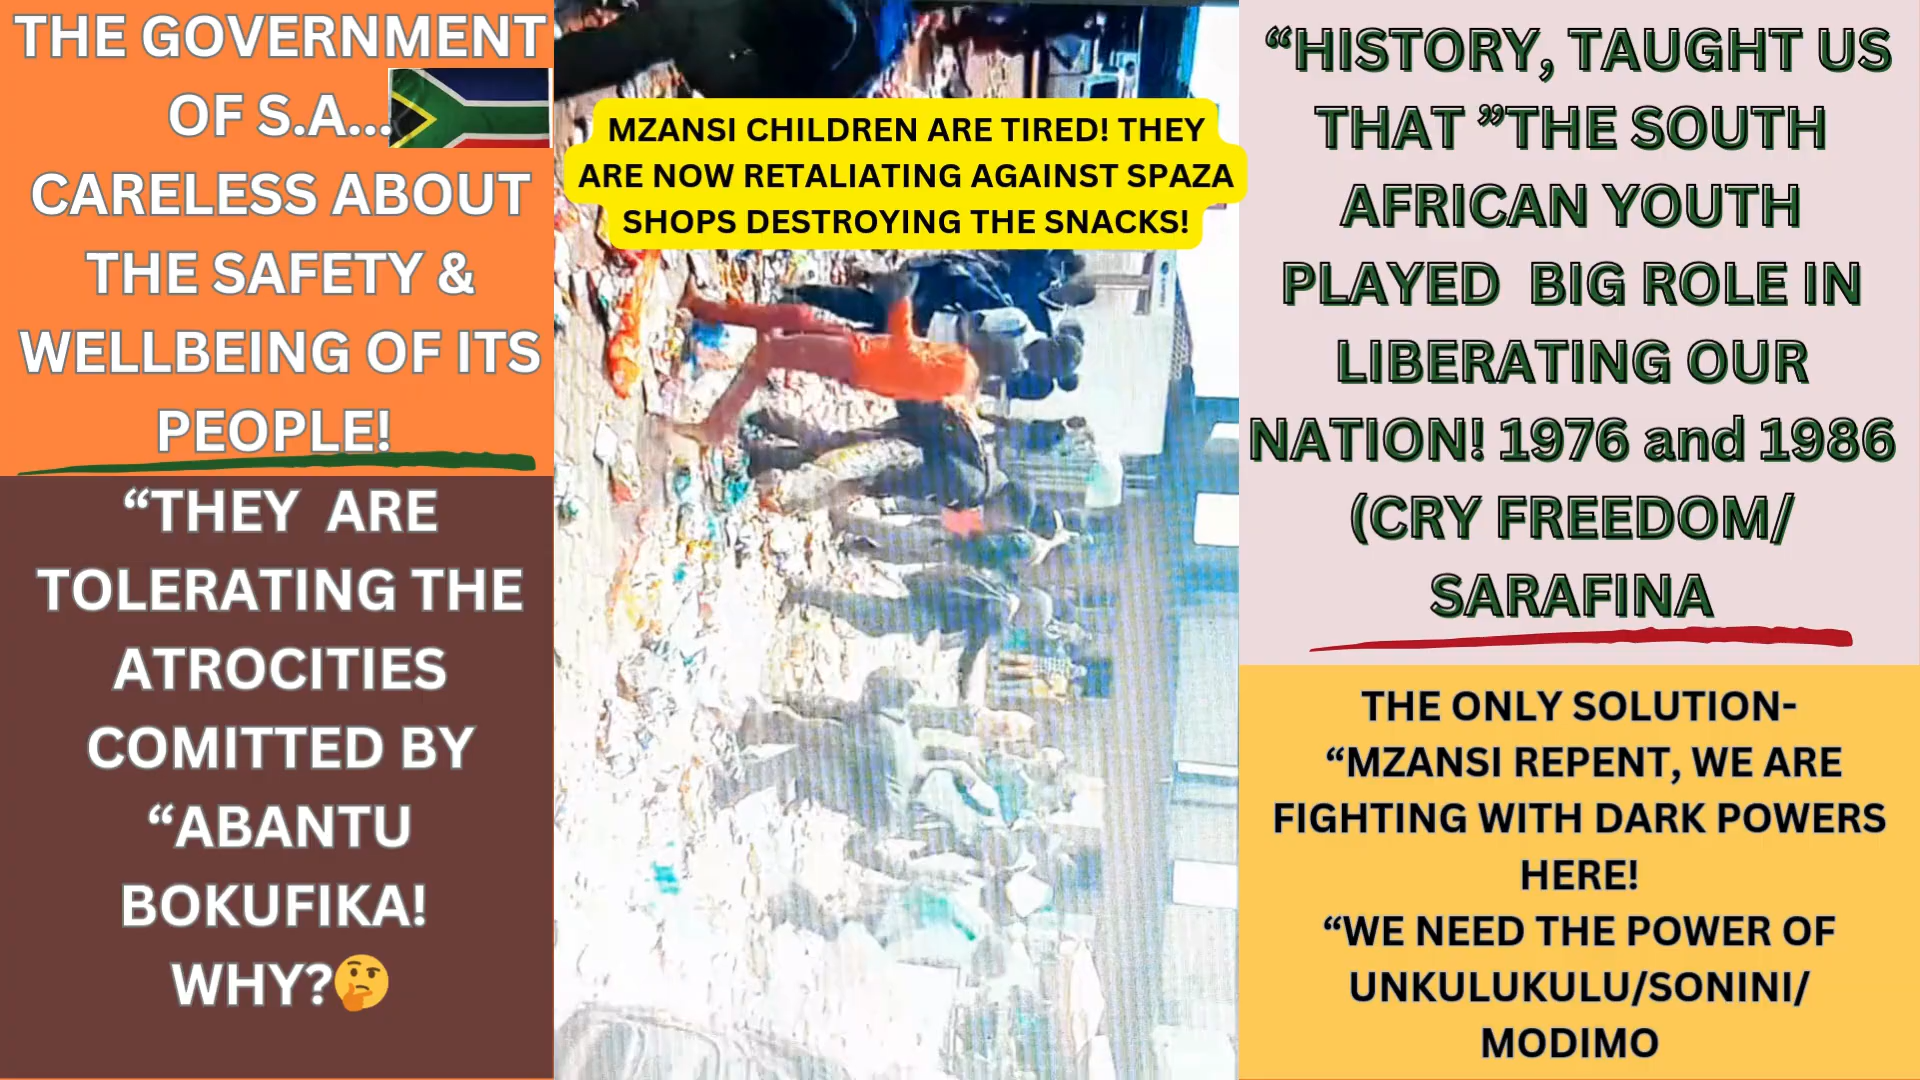 THE GOVERNMENT
OF S.A...
CARELESS ABOUT
THE SAFETY &
WELLBEING OF ITS
PEOPLE!
“THEY ARE
TOLERATING THE
ATROCITIES
COMITTED BY
“ABANTU
BOKUFIKA!
WHY?🤔
MZANSI CHILDREN ARE TIRED! THEY
ARE NOW RETALIATING AGAINST SPAZA
SHOPS DESTROYING THE SNACKS!
“HISTORY, TAUGHT US
THAT ”THE SOUTH
AFRICAN YOUTH
PLAYED BIG ROLE IN
LIBERATING OUR
NATION! 1976 and 1986
(CRY FREEDOM/
SARAFINA
THE ONLY SOLUTION-
“MZANSI REPENT, WE ARE
FIGHTING WITH DARK POWERS
HERE!
“WE NEED THE POWER OF
UNKULUKULU/SONINI/
MODIMO